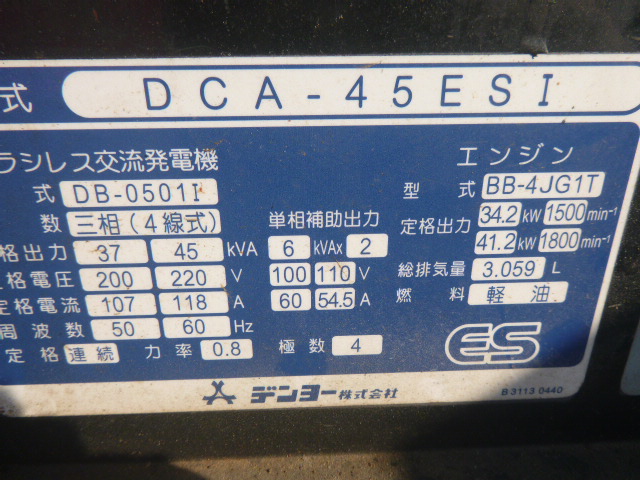 式 DCA-45ESI
ラシレス交流発電機
式 DB-0501I
数 三相(4線式)
格出力 37 45 kVA
格電圧 200 220 V
定格電流 107 118 A
周波数 50 60 Hz
定格 連続 力率 0.8 極数 4
単相補助出力
6 kVAx 2
100 110 V
60 54.5 A
エンジン
型式 BB-4JG1T
定格出力 34.2 kW 1500 min⁻¹
41.2 kW 1800 min⁻¹
総排気量 3.059 L
燃料 軽油
ES
デンヨー株式会社
B 3113 0440